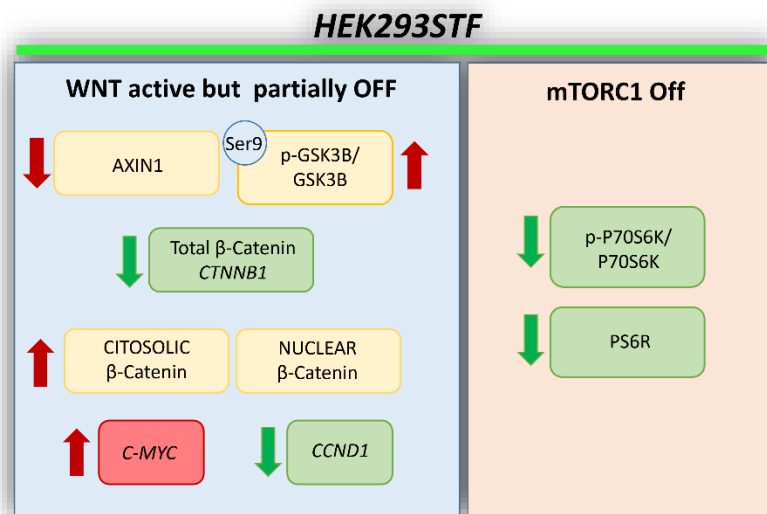 HEK293STF
WNT active but partially OFF
AXIN1
Ser9
p-GSK3B/
GSK3B
Total β-Catenin
CTNNB1
CITOSOLIC
β-Catenin
NUCLEAR
β-Catenin
C-MYC
CCND1
mTORC1 Off
p-P70S6K/
P70S6K
PS6R